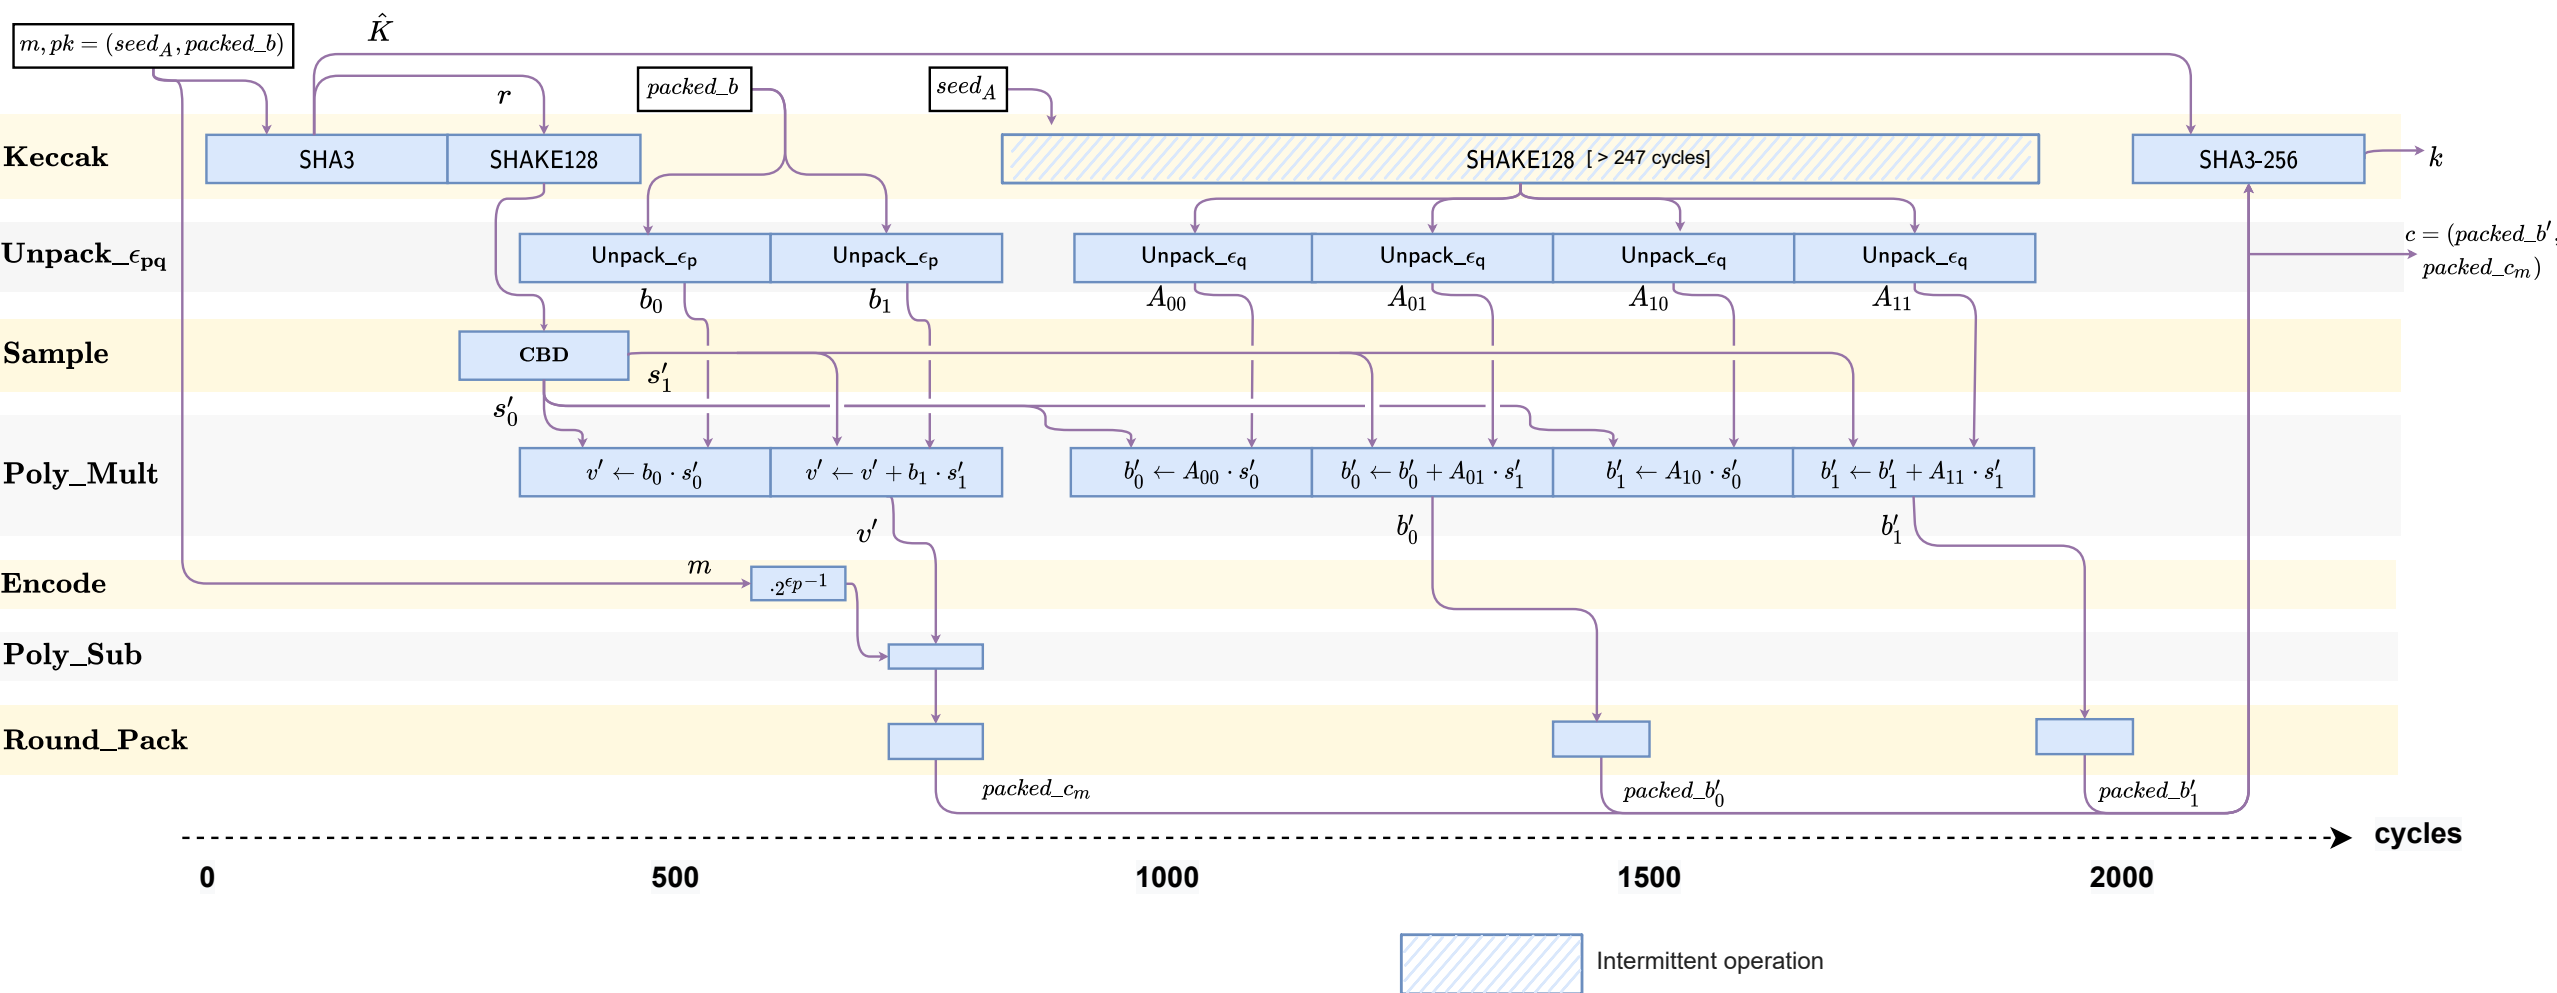 K̂
m, pk = (seed_A, packed_b)
r
packed_b
seed_A
Keccak
SHA3
SHAKE128
SHAKE128 [ > 247 cycles]
SHA3-256
k
Unpack_ϵpq
Unpack_ϵp
Unpack_ϵp
Unpack_ϵq
Unpack_ϵq
Unpack_ϵq
Unpack_ϵq
c = (packed_b′,
packed_c_m)
b₀
b₁
A₀₀
A₀₁
A₁₀
A₁₁
Sample
CBD
s′₁
s′₀
Poly_Mult
v′ ← b₀ · s′₀
v′ ← v′ + b₁ · s′₁
b′₀ ← A₀₀ · s′₀
b′₀ ← b′₀ + A₀₁ · s′₁
b′₁ ← A₁₀ · s′₀
b′₁ ← b′₁ + A₁₁ · s′₁
v′
b′₀
b′₁
Encode
m
·2^{ϵp−1}
Poly_Sub
Round_Pack
packed_c_m
packed_b′₀
packed_b′₁
cycles
0 500 1000 1500 2000
Intermittent operation